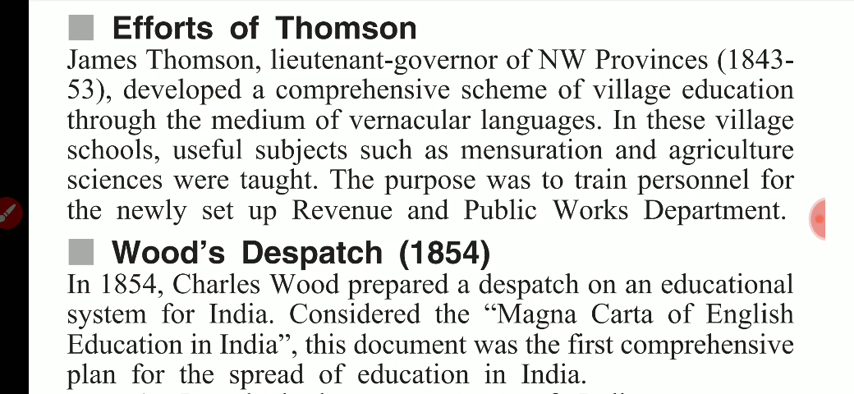 Efforts of Thomson
James Thomson, lieutenant-governor of NW Provinces (1843-
53), developed a comprehensive scheme of village education
through the medium of vernacular languages. In these village
schools, useful subjects such as mensuration and agriculture
sciences were taught. The purpose was to train personnel for
the newly set up Revenue and Public Works Department.
Wood's Despatch (1854)
In 1854, Charles Wood prepared a despatch on an educational
system for India. Considered the “Magna Carta of English
Education in India”, this document was the first comprehensive
plan for the spread of education in India.